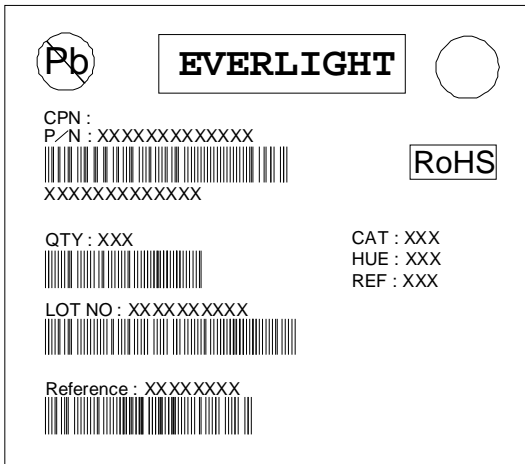 Pb
EVERLIGHT
CPN :
P/N : XXXXXXXXXXXXX
RoHS
XXXXXXXXXXXXX
QTY : XXX
CAT : XXX
HUE : XXX
REF : XXX
LOT NO : XXXXXXXXXX
Reference : XXXXXXXX